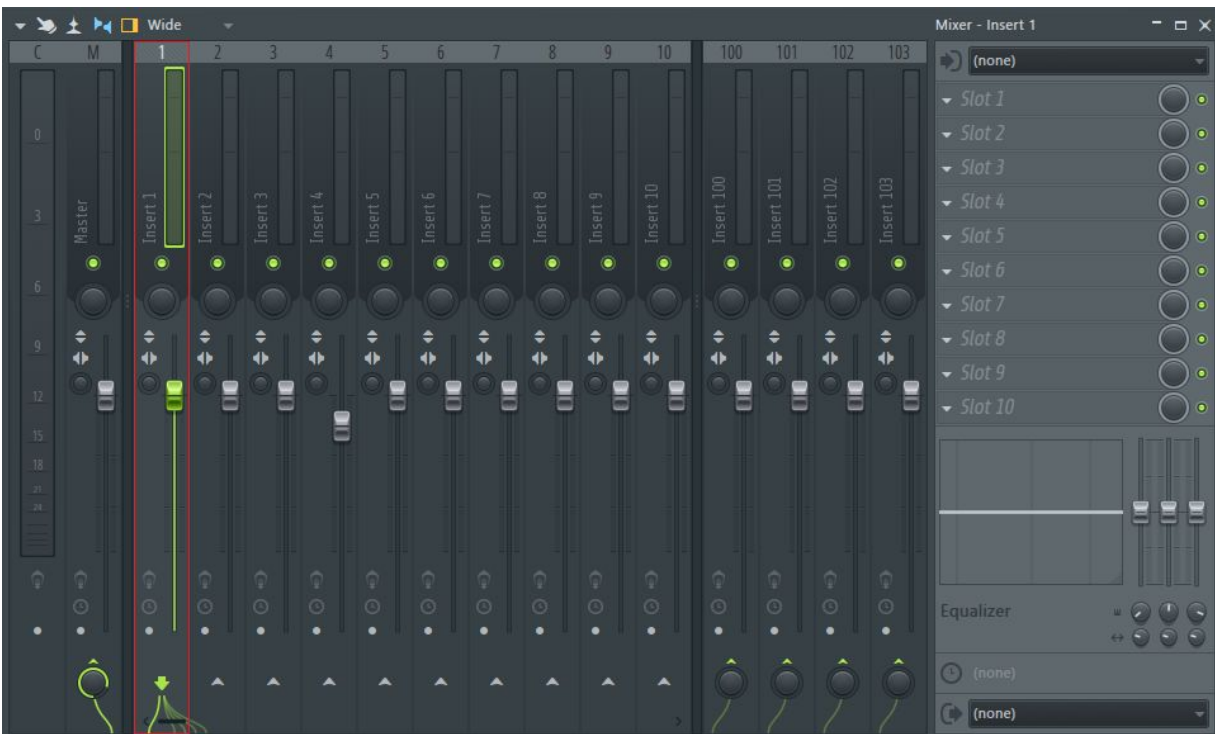 Wide
Mixer - Insert 1
C M 1 2 3 4 5 6 7 8 9 10 100 101 102 103
(none)
Slot 1
Slot 2
Slot 3
Slot 4
Slot 5
Slot 6
Slot 7
Slot 8
Slot 9
Slot 10
0
3
6
9
12
15
18
21
24
Master
Insert 1
Insert 2
Insert 3
Insert 4
Insert 5
Insert 6
Insert 7
Insert 8
Insert 9
Insert 10
Insert 100
Insert 101
Insert 102
Insert 103
Equalizer
(none)
(none)